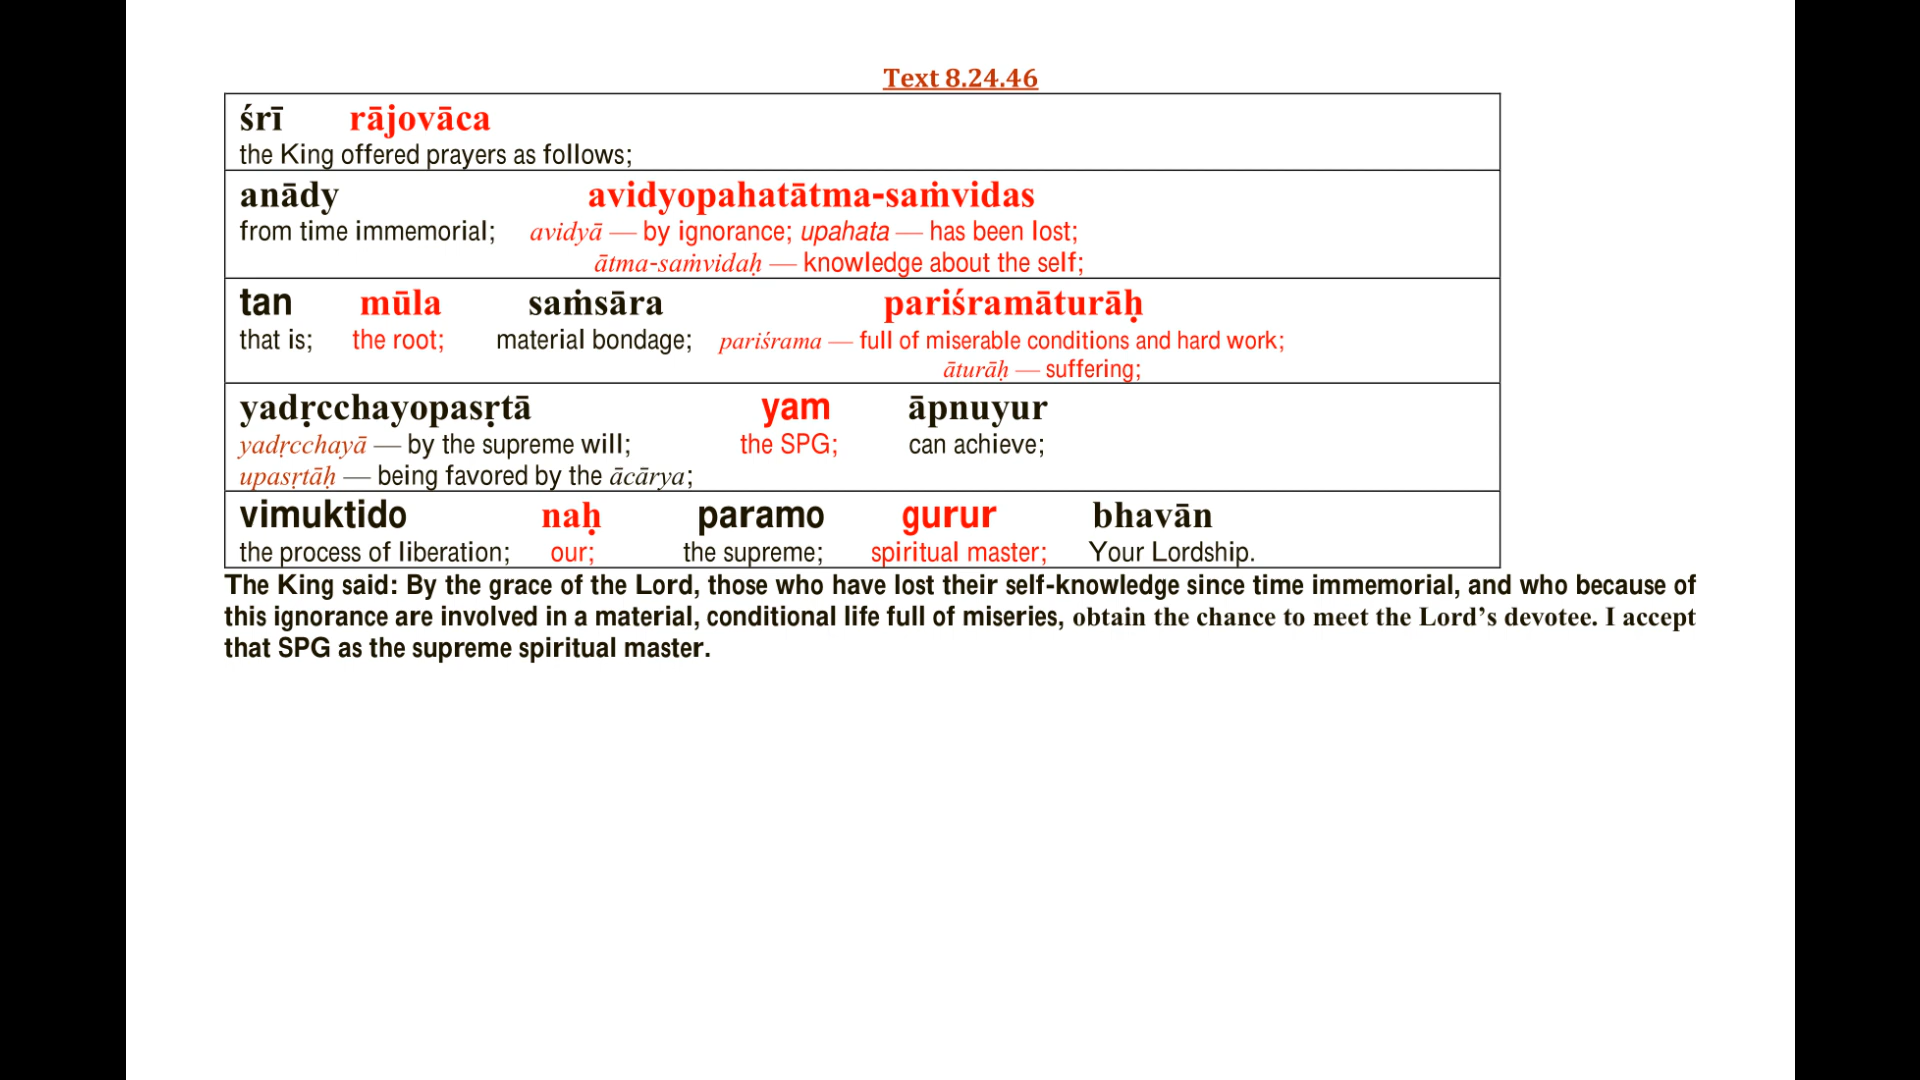 Text 8.24.46
śrī rājovāca
the King offered prayers as follows;
anādy avidyopahatātma-saṁvidas
from time immemorial; avidyā — by ignorance; upahata — has been lost;
ātma-saṁvidaḥ — knowledge about the self;
tan mūla saṁsāra pariśramāturāḥ
that is; the root; material bondage; pariśrama — full of miserable conditions and hard work;
āturāḥ — suffering;
yadṛcchayopasṛtā yam āpnuyur
yadṛcchayā — by the supreme will; the SPG; can achieve;
upasṛtāḥ — being favored by the ācārya;
vimuktido naḥ paramo gurur bhavān
the process of liberation; our; the supreme; spiritual master; Your Lordship.
The King said: By the grace of the Lord, those who have lost their self-knowledge since time immemorial, and who because of
this ignorance are involved in a material, conditional life full of miseries, obtain the chance to meet the Lord’s devotee. I accept
that SPG as the supreme spiritual master.